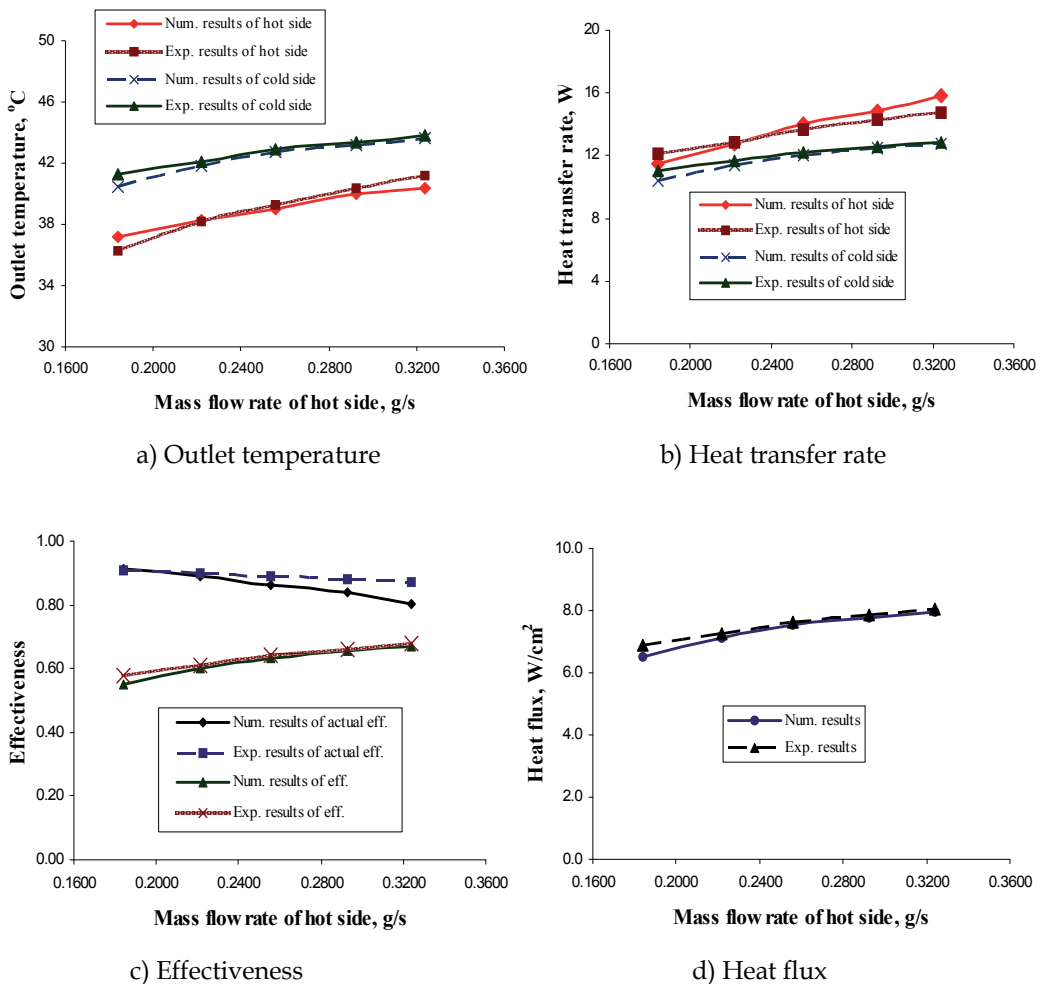 50
46
42
38
34
30
Outlet temperature, °C
Num. results of hot side
Exp. results of hot side
Num. results of cold side
Exp. results of cold side
0.1600 0.2000 0.2400 0.2800 0.3200 0.3600
Mass flow rate of hot side, g/s
a) Outlet temperature
20
16
12
8
4
0
Heat transfer rate, W
Num. results of hot side
Exp. results of hot side
Num. results of cold side
Exp. results of cold side
0.1600 0.2000 0.2400 0.2800 0.3200 0.3600
Mass flow rate of hot side, g/s
b) Heat transfer rate
1.00
0.80
0.60
0.40
0.20
0.00
Effectiveness
Num. results of actual eff.
Exp. results of actual eff.
Num. results of eff.
Exp. results of eff.
0.1600 0.2000 0.2400 0.2800 0.3200 0.3600
Mass flow rate of hot side, g/s
c) Effectiveness
10.0
8.0
6.0
4.0
2.0
0.0
Heat flux, W/cm²
Num. results
Exp. results
0.1600 0.2000 0.2400 0.2800 0.3200 0.3600
Mass flow rate of hot side, g/s
d) Heat flux